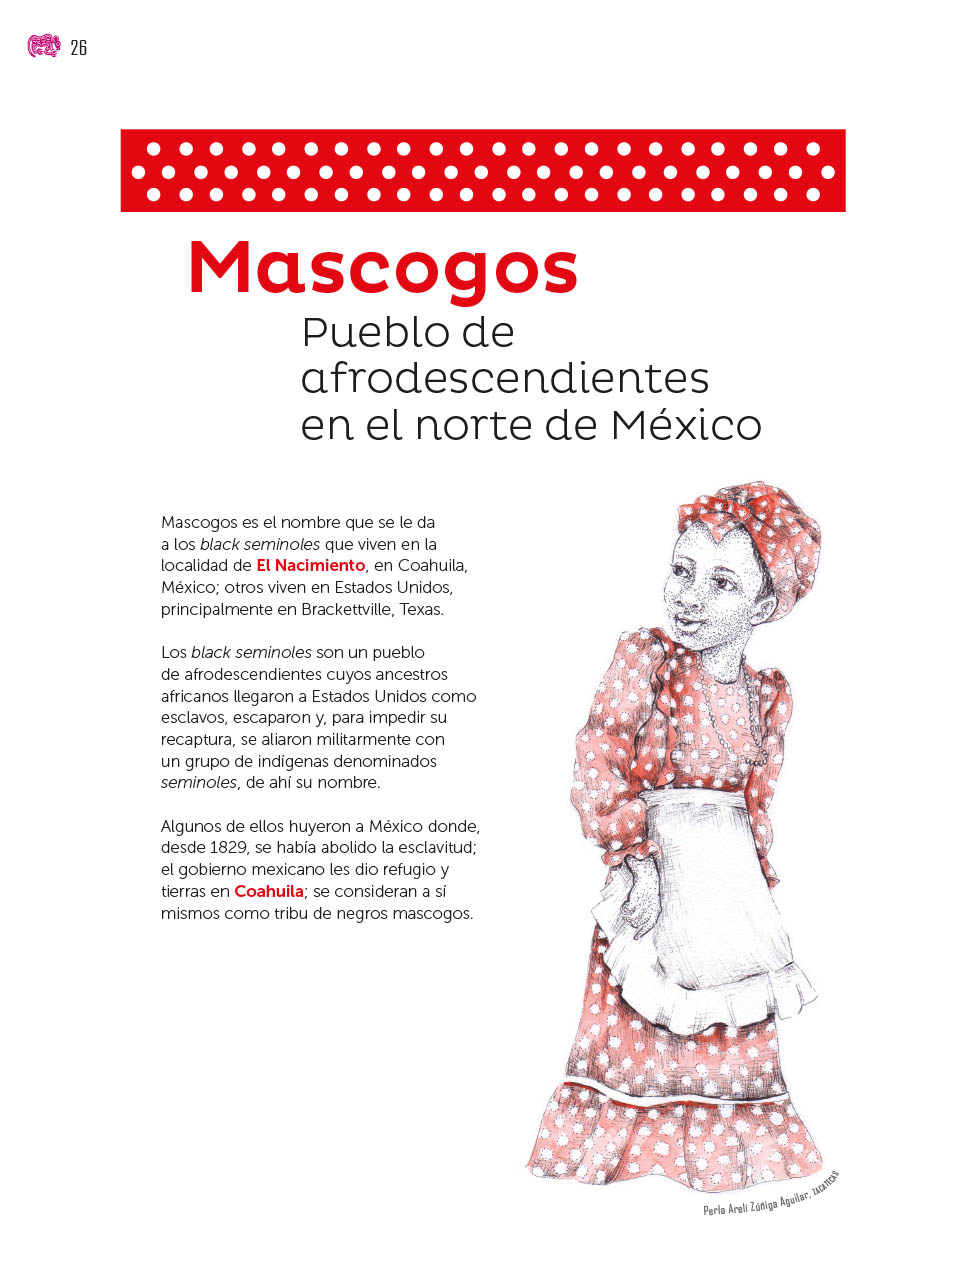 26
Mascogos
Pueblo de
afrodescendientes
en el norte de México
Mascogos es el nombre que se le da
a los black seminoles que viven en la
localidad de El Nacimiento, en Coahuila,
México; otros viven en Estados Unidos,
principalmente en Brackettville, Texas.
Los black seminoles son un pueblo
de afrodescendientes cuyos ancestros
africanos llegaron a Estados Unidos como
esclavos, escaparon y, para impedir su
recaptura, se aliaron militarmente con
un grupo de indígenas denominados
seminoles, de ahí su nombre.
Algunos de ellos huyeron a México donde,
desde 1829, se había abolido la esclavitud;
el gobierno mexicano les dio refugio y
tierras en Coahuila; se consideran a sí
mismos como tribu de negros mascogos.
Perla Arelí Zúñiga Aguilar, ZACATECAS